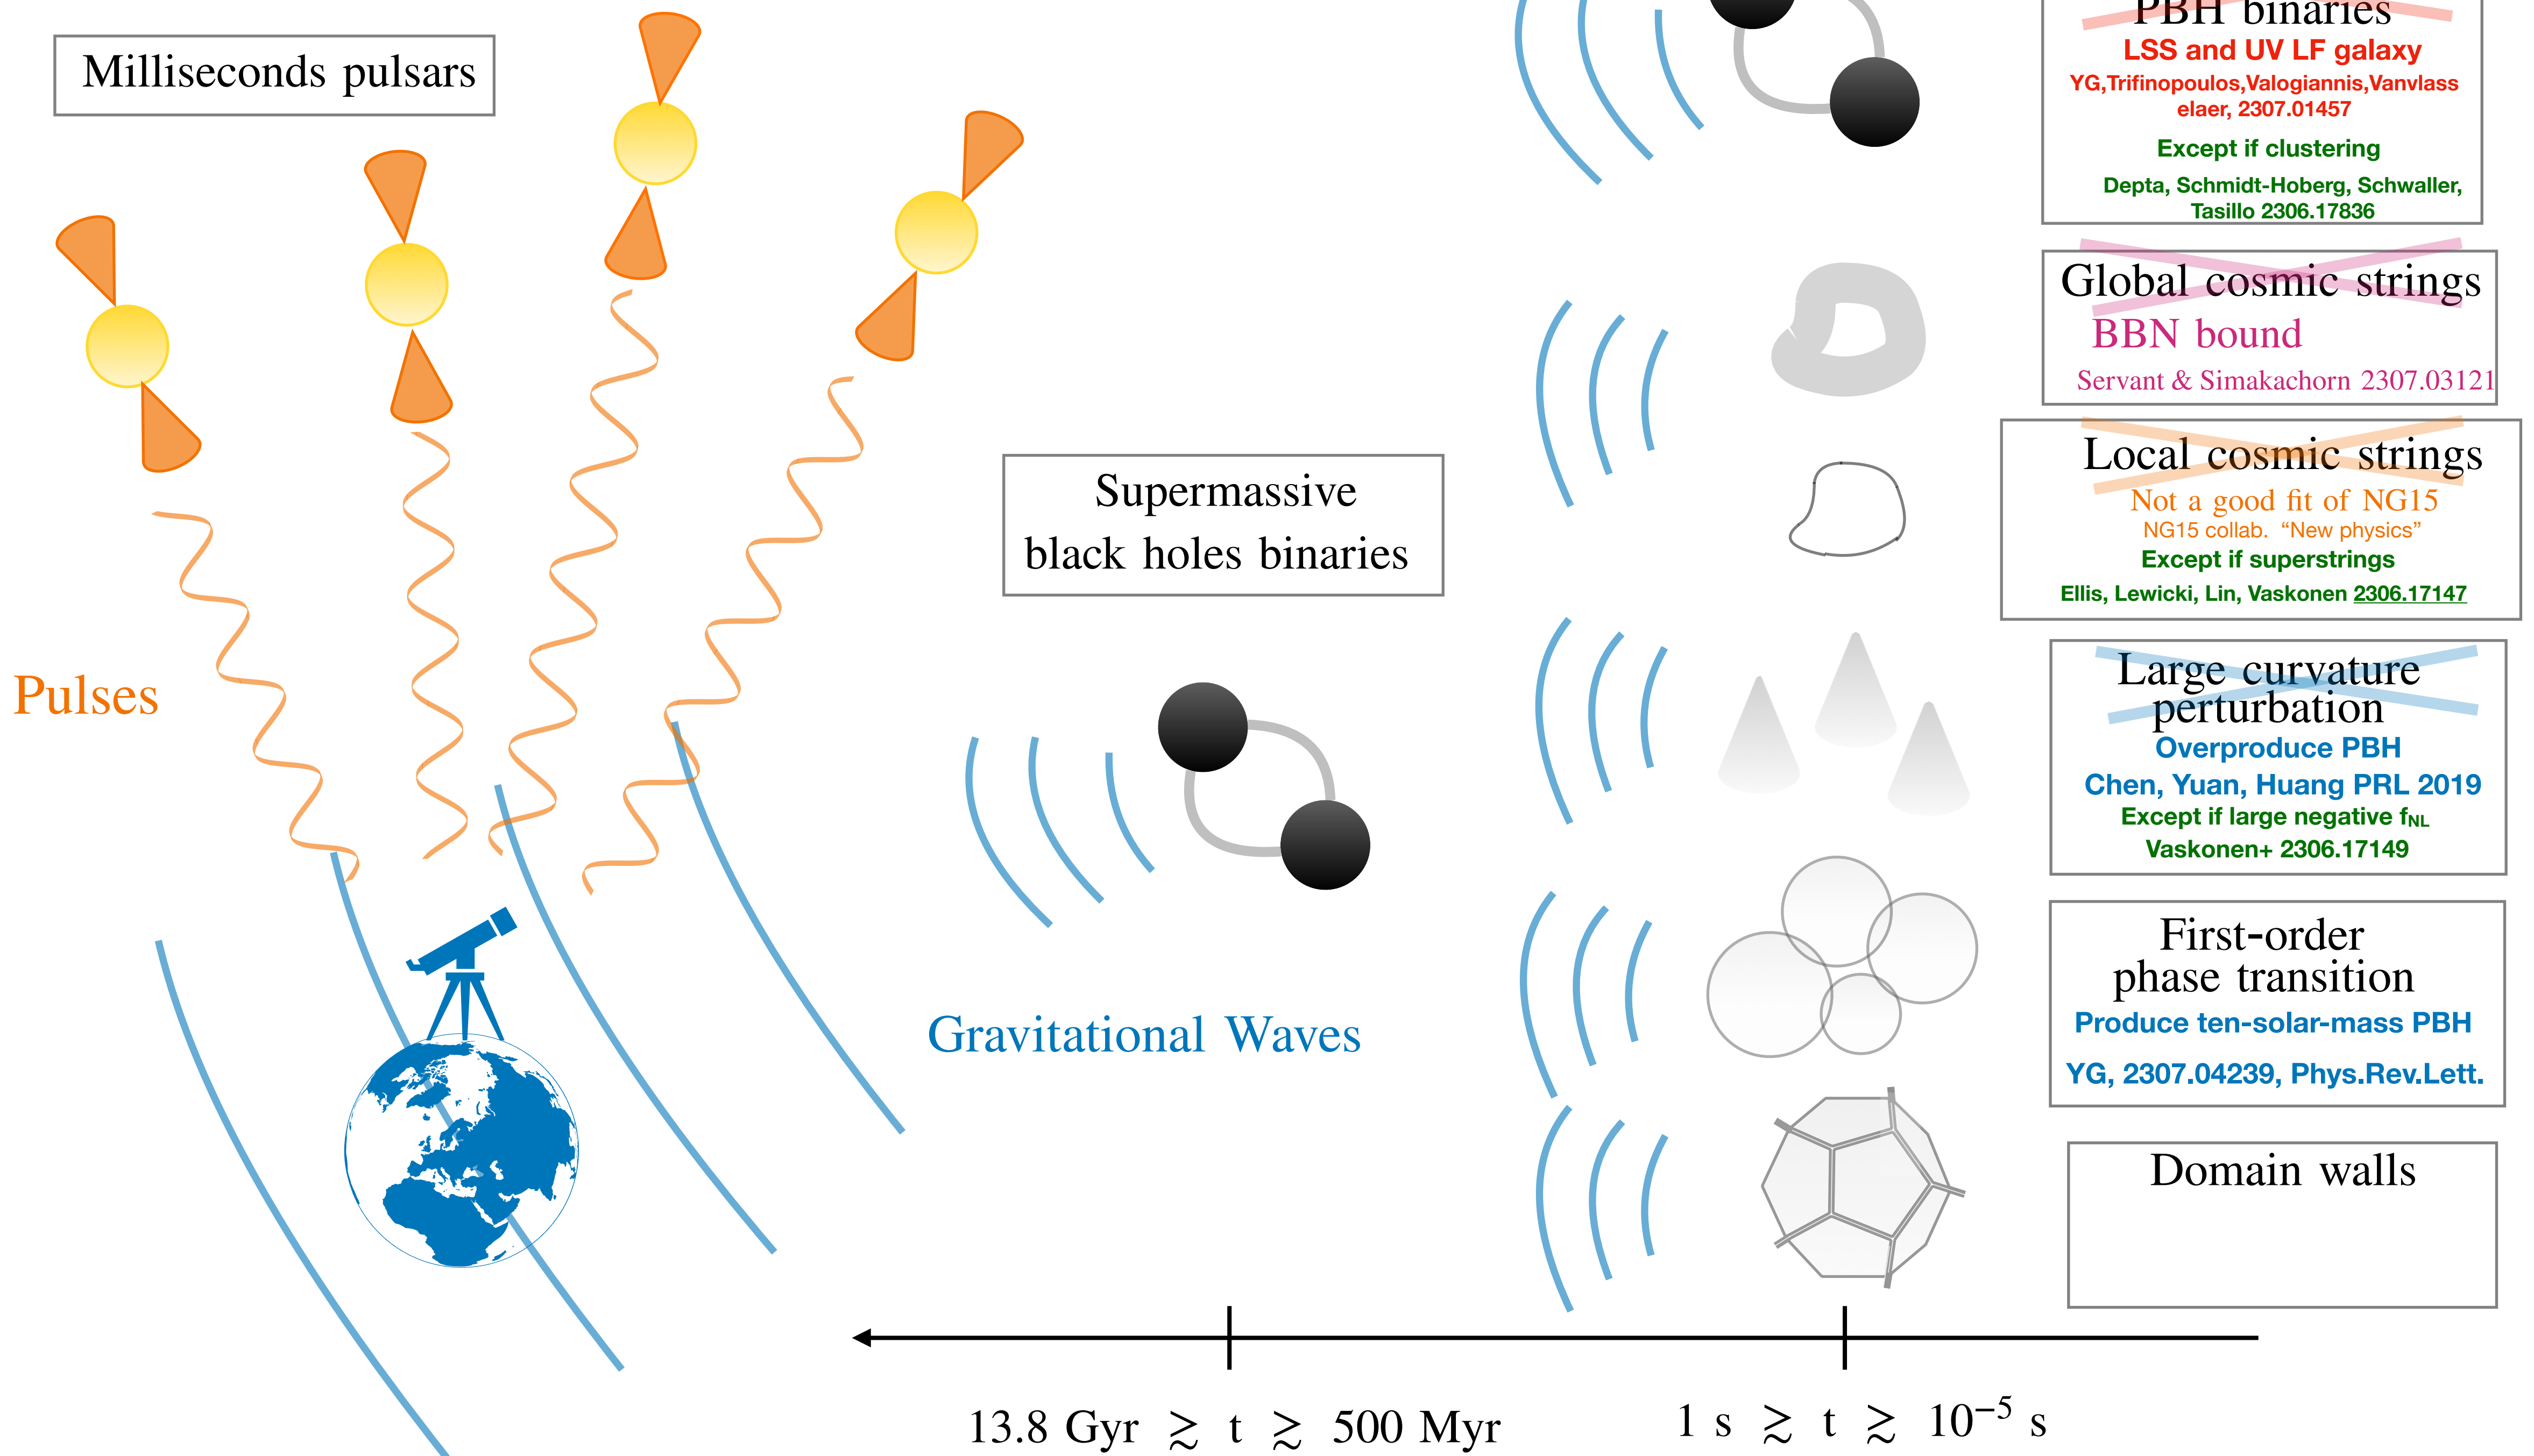 Milliseconds pulsars
Pulses
Supermassive
black holes binaries
Gravitational Waves
PBH binaries
LSS and UV LF galaxy
YG,Trifinopoulos,Valogiannis,Vanvlass
elaer, 2307.01457
Except if clustering
Depta, Schmidt-Hoberg, Schwaller,
Tasillo 2306.17836
Global cosmic strings
BBN bound
Servant & Simakachorn 2307.03121
Local cosmic strings
Not a good fit of NG15
NG15 collab. “New physics”
Except if superstrings
Ellis, Lewicki, Lin, Vaskonen 2306.17147
Large curvature
perturbation
Overproduce PBH
Chen, Yuan, Huang PRL 2019
Except if large negative fNL
Vaskonen+ 2306.17149
First-order
phase transition
Produce ten-solar-mass PBH
YG, 2307.04239, Phys.Rev.Lett.
Domain walls
13.8 Gyr ≳ t ≳ 500 Myr
1 s ≳ t ≳ 10⁻⁵ s